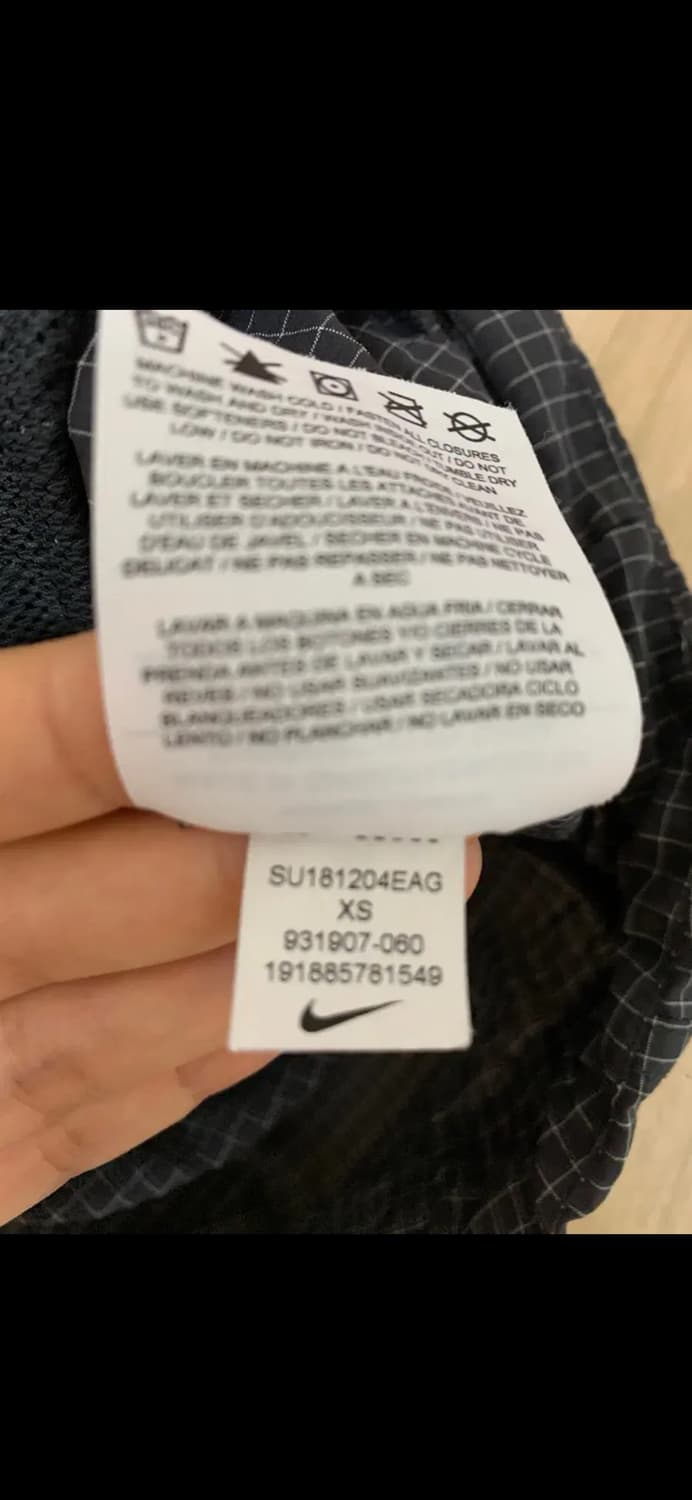 MACHINE WASH COLD / FASTEN ALL CLOSURES
TO WASH AND DRY / WASH INSIDE OUT / DO NOT
USE SOFTENERS / DO NOT BLEACH / TUMBLE DRY
LOW / DO NOT IRON / DO NOT DRY CLEAN
LAVER EN MACHINE A L'EAU FROIDE / VEUILLEZ
BOUCLER TOUTES LES ATTACHES AVANT DE
LAVER ET SECHER / LAVER A L'ENVERS / NE PAS
UTILISER D'ADOUCISSEUR / NE PAS UTILISER
D'EAU DE JAVEL / SECHER EN MACHINE CYCLE
DELICAT / NE PAS REPASSER / NE PAS NETTOYER
A SEC
LAVAR A MAQUINA EN AGUA FRIA / CERRAR
TODOS LOS BOTONES Y/O CIERRES DE LA
PRENDA ANTES DE LAVAR Y SECAR / LAVAR AL
REVES / NO USAR SUAVIZANTES / NO USAR
BLANQUEADORES / USAR SECADORA CICLO
LENTO / NO PLANCHAR / NO LAVAR EN SECO
SU181204EAG
XS
931907-060
191885781549